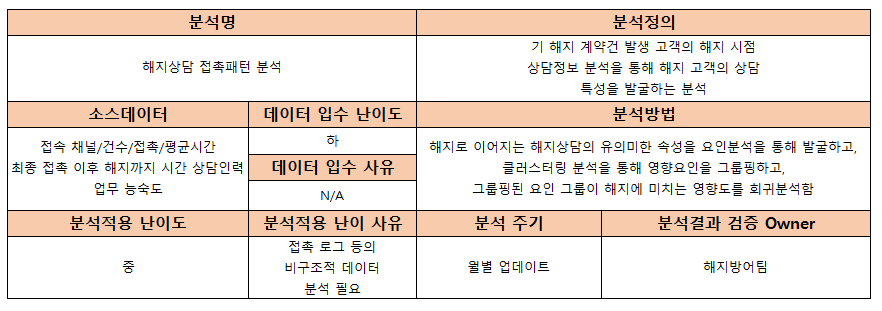 분석명
분석정의
해지상담 접촉패턴 분석
기 해지 계약건 발생 고객의 해지 시점
상담정보 분석을 통해 해지 고객의 상담
특성을 발굴하는 분석
소스데이터
데이터 입수 난이도
분석방법
접속 채널/건수/접촉/평균시간
최종 접촉 이후 해지까지 시간 상담인력
업무 능숙도
하
데이터 입수 사유
N/A
해지로 이어지는 해지상담의 유의미한 속성을 요인분석을 통해 발굴하고,
클러스터링 분석을 통해 영향요인을 그룹핑하고,
그룹핑된 요인 그룹이 해지에 미치는 영향도를 회귀분석함
분석적용 난이도
분석적용 난이 사유
분석 주기
분석결과 검증 Owner
중
접촉 로그 등의
비구조적 데이터
분석 필요
월별 업데이트
해지방어팀